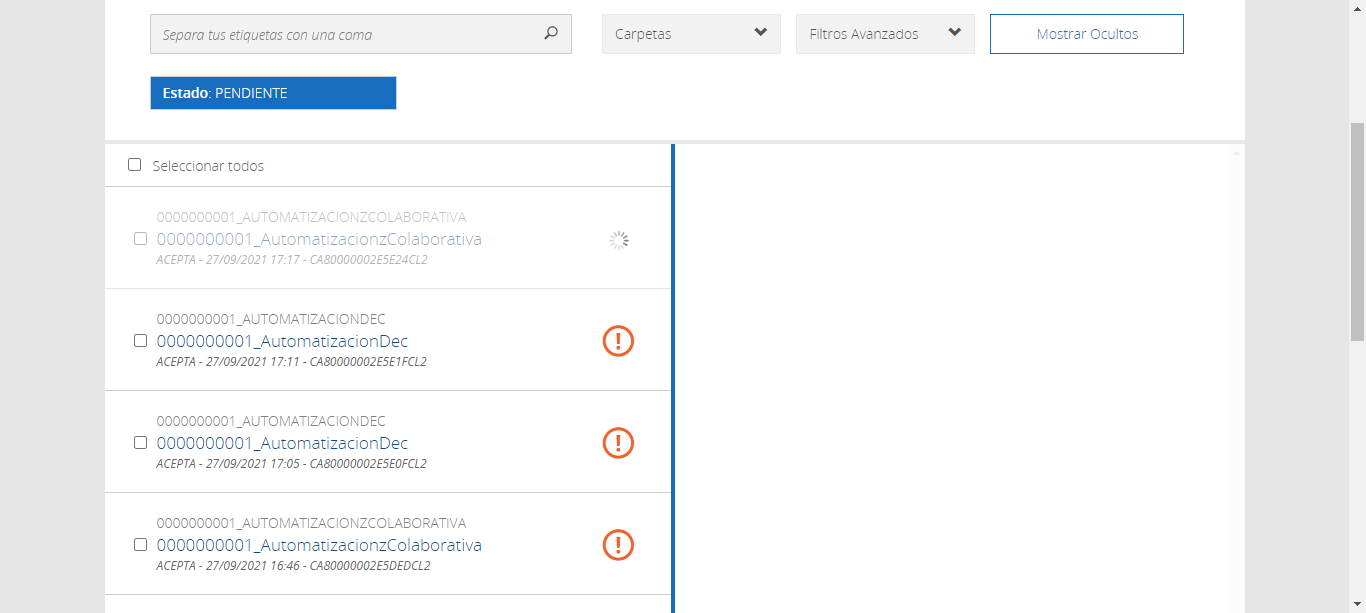 Separa tus etiquetas con una coma
Carpetas
Filtros Avanzados
Mostrar Ocultos
Estado: PENDIENTE
Seleccionar todos
0000000001_AUTOMATIZACIONZCOLABORATIVA
0000000001_AutomatizacionzColaborativa
ACEPTA - 27/09/2021 17:17 - CA80000002E5E24CL2
0000000001_AUTOMATIZACIONDEC
0000000001_AutomatizacionDec
ACEPTA - 27/09/2021 17:11 - CA80000002E5E1FCL2
0000000001_AUTOMATIZACIONDEC
0000000001_AutomatizacionDec
ACEPTA - 27/09/2021 17:05 - CA80000002E5E0FCL2
0000000001_AUTOMATIZACIONZCOLABORATIVA
0000000001_AutomatizacionzColaborativa
ACEPTA - 27/09/2021 16:46 - CA80000002E5DEDCL2